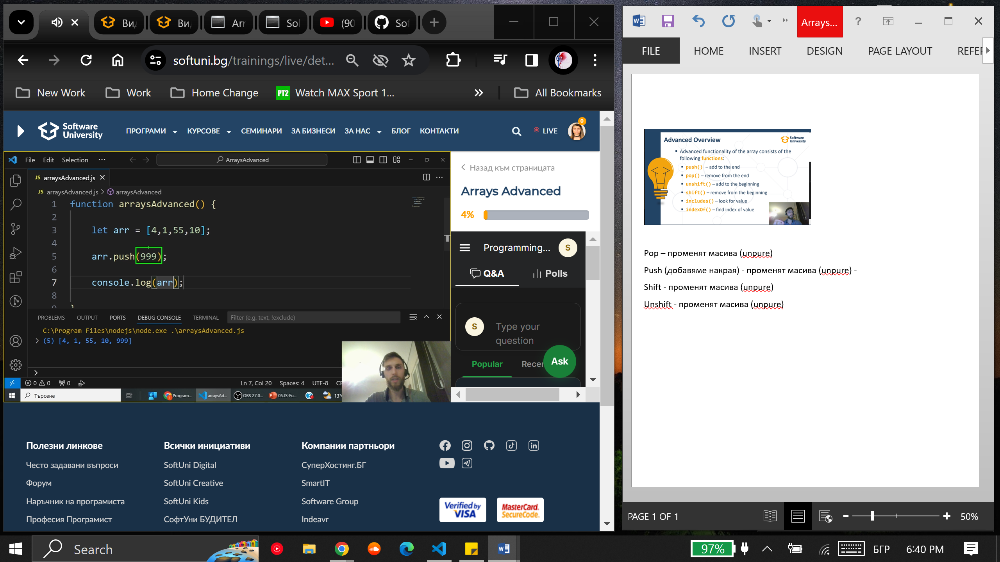 Ви
Ви
Arr
Sol
(90
Sof
softuni.bg/trainings/live/det...
New Work
Work
Home Change
PT2
Watch MAX Sport 1...
All Bookmarks
Software
University
ПРОГРАМИ
КУРСОВЕ
СЕМИНАРИ
ЗА БИЗНЕСИ
ЗА НАС
БЛОГ
КОНТАКТИ
LIVE
0
File
Edit
Selection
ArraysAdvanced
JS arraysAdvanced.js
JS arraysAdvanced.js > arraysAdvanced
1 function arraysAdvanced() {
2
3 let arr = [4,1,55,10];
4
5 arr.push(999);
6
7 console.log(arr);
8
9 }
PROBLEMS
OUTPUT
PORTS
DEBUG CONSOLE
TERMINAL
Filter (e.g. text, !exclude)
C:\Program Files\nodejs\node.exe .\arraysAdvanced.js
(5) [4, 1, 55, 10, 999]
0 0
0
Ln 7, Col 20
Spaces: 4
UTF-8
Търсене
Program...
arraysAd...
OBS 27.0...
05.JS-Fu...
13°
Назад към страницата
Arrays Advanced
4%
Programming...
S
Q&A
Polls
S
Type your
question
Ask
Popular
Recen
Полезни линкове
Често задавани въпроси
Форум
Наръчник на програмиста
Професия Програмист
Всички инициативи
SoftUni Digital
SoftUni Creative
SoftUni Kids
СофтУни БУДИТЕЛ
Компании партньори
СуперХостинг.БГ
SmartIT
Software Group
Indeavr
Verified by
VISA
MasterCard.
SecureCode.
Arrays...
FILE
HOME
INSERT
DESIGN
PAGE LAYOUT
REFER
Advanced Overview
Software
University
Advanced functionality of the array consists of the
following functions:
push() – add to the end
pop() – remove from the end
unshift() – add to the beginning
shift() – remove from the beginning
includes() – look for value
indexOf() – find index of value
Pop – променят масива (unpure)
Push (добавяме накрая) - променят масива (unpure) -
Shift - променят масива (unpure)
Unshift - променят масива (unpure)
PAGE 1 OF 1
50%
Search
97%
БГР
6:40 PM